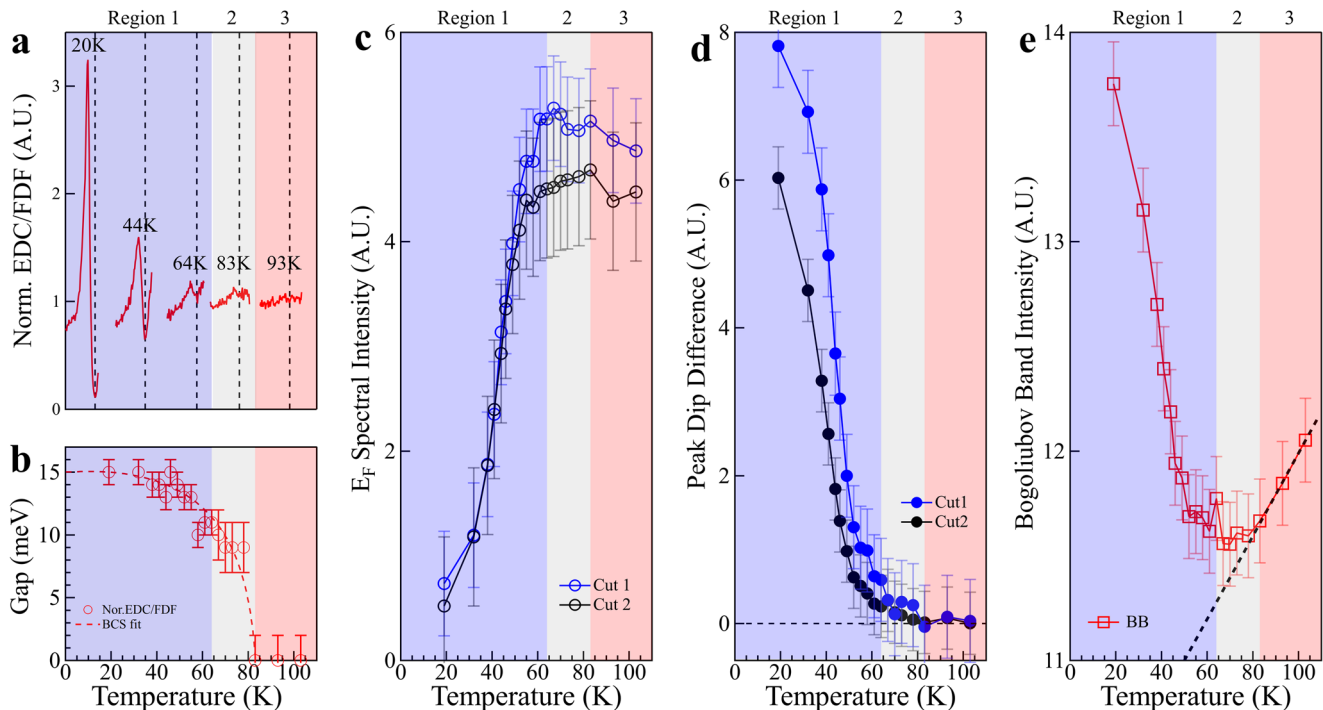 Region 1 2 3
a
20K
44K
64K 83K 93K
Norm. EDC/FDF (A.U.)
3
2
1
0
b
Gap (meV)
15
10
5
0
Nor.EDC/FDF
BCS fit
0 20 40 60 80 100
Temperature (K)
Region 1 2 3
c
E_F Spectral Intensity (A.U.)
6
4
2
0
Cut 1
Cut 2
0 20 40 60 80 100
Temperature (K)
Region 1 2 3
d
Peak Dip Difference (A.U.)
8
6
4
2
0
Cut1
Cut2
0 20 40 60 80 100
Temperature (K)
Region 1 2 3
e
Bogoliubov Band Intensity (A.U.)
14
13
12
11
BB
0 20 40 60 80 100
Temperature (K)